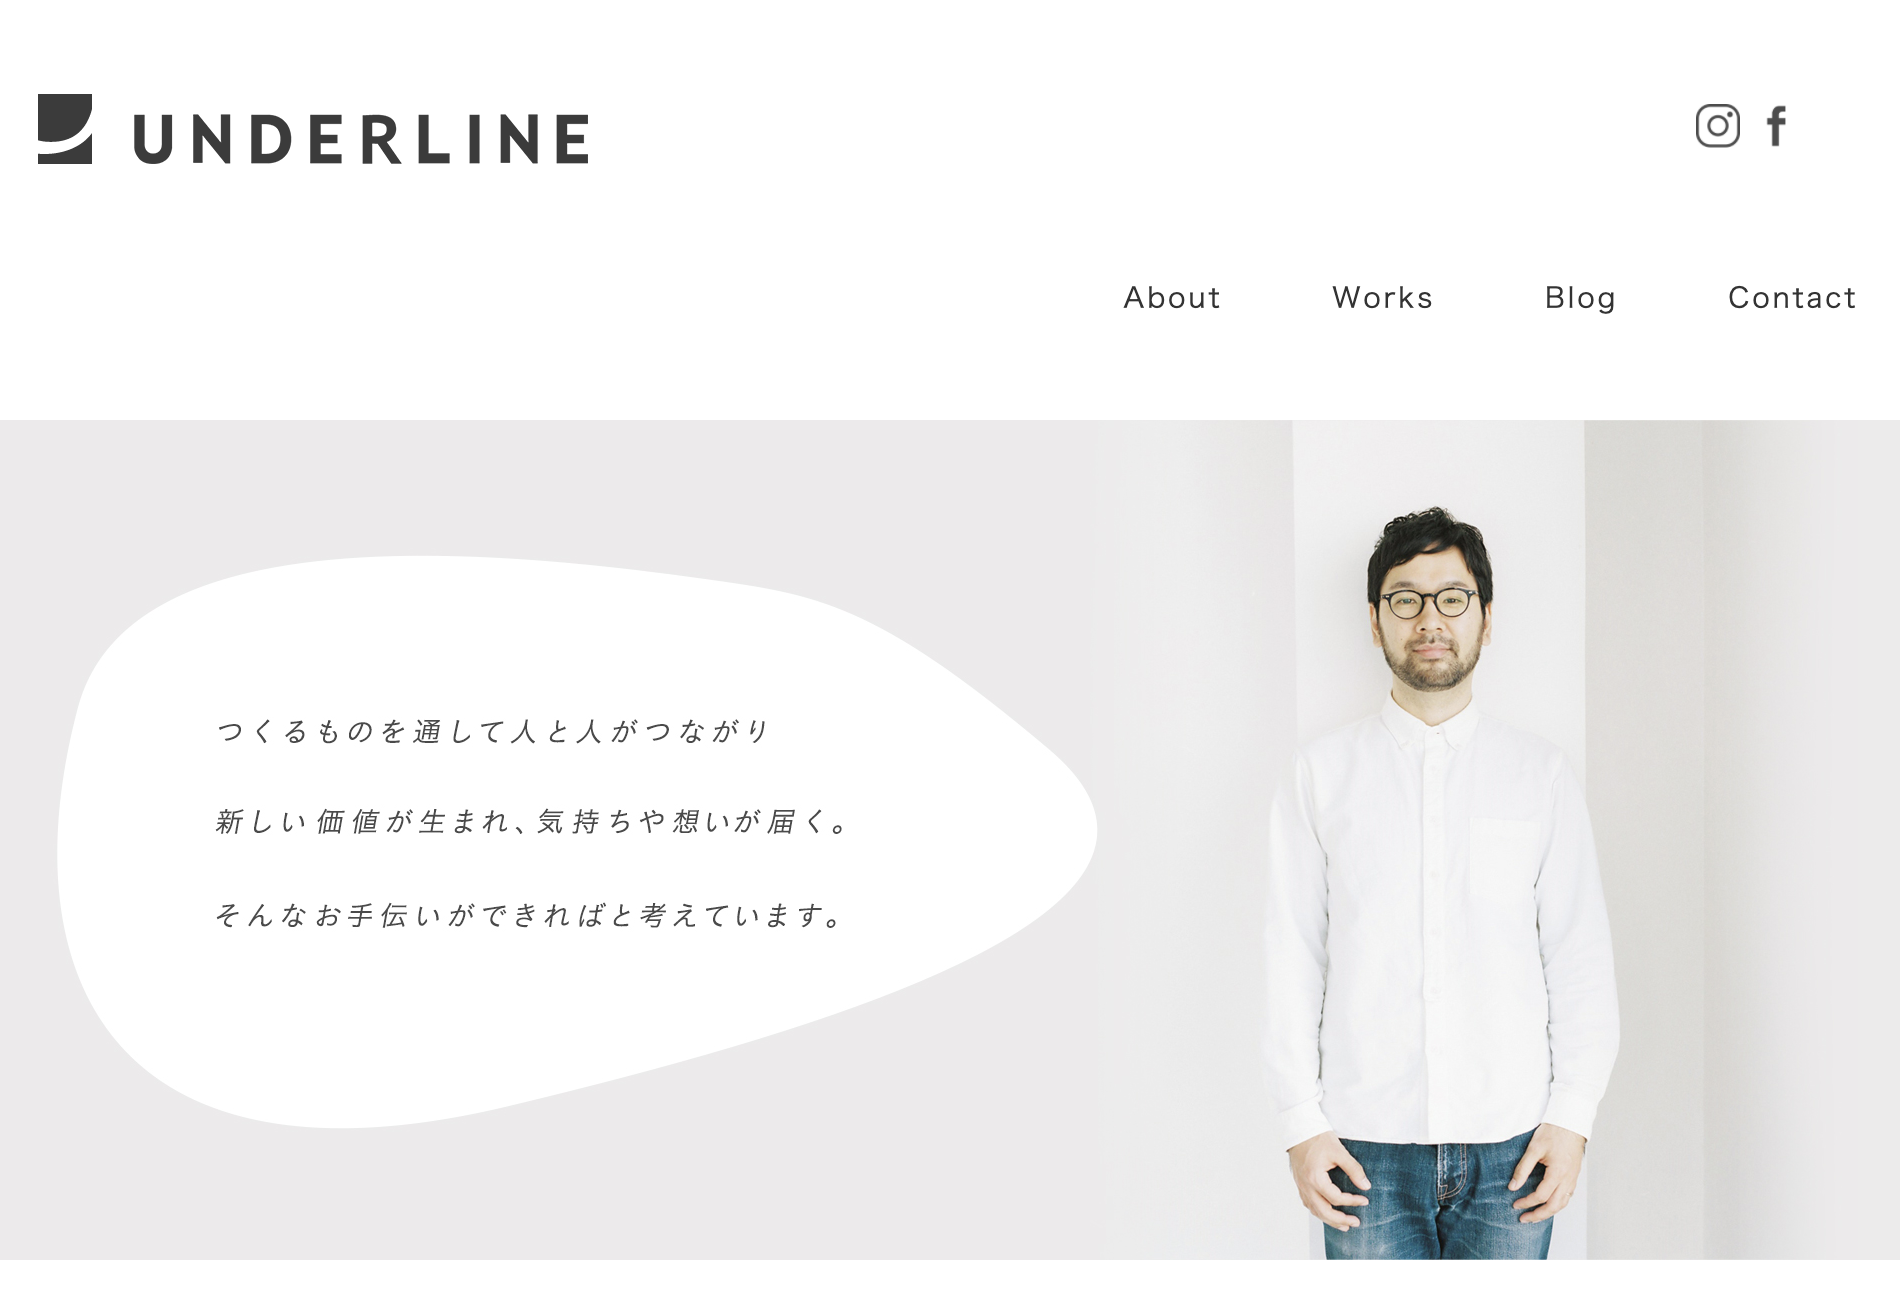 UNDERLINE
About Works Blog Contact
つくるものを通して人と人がつながり
新しい価値が生まれ、気持ちや想いが届く。
そんなお手伝いができればと考えています。